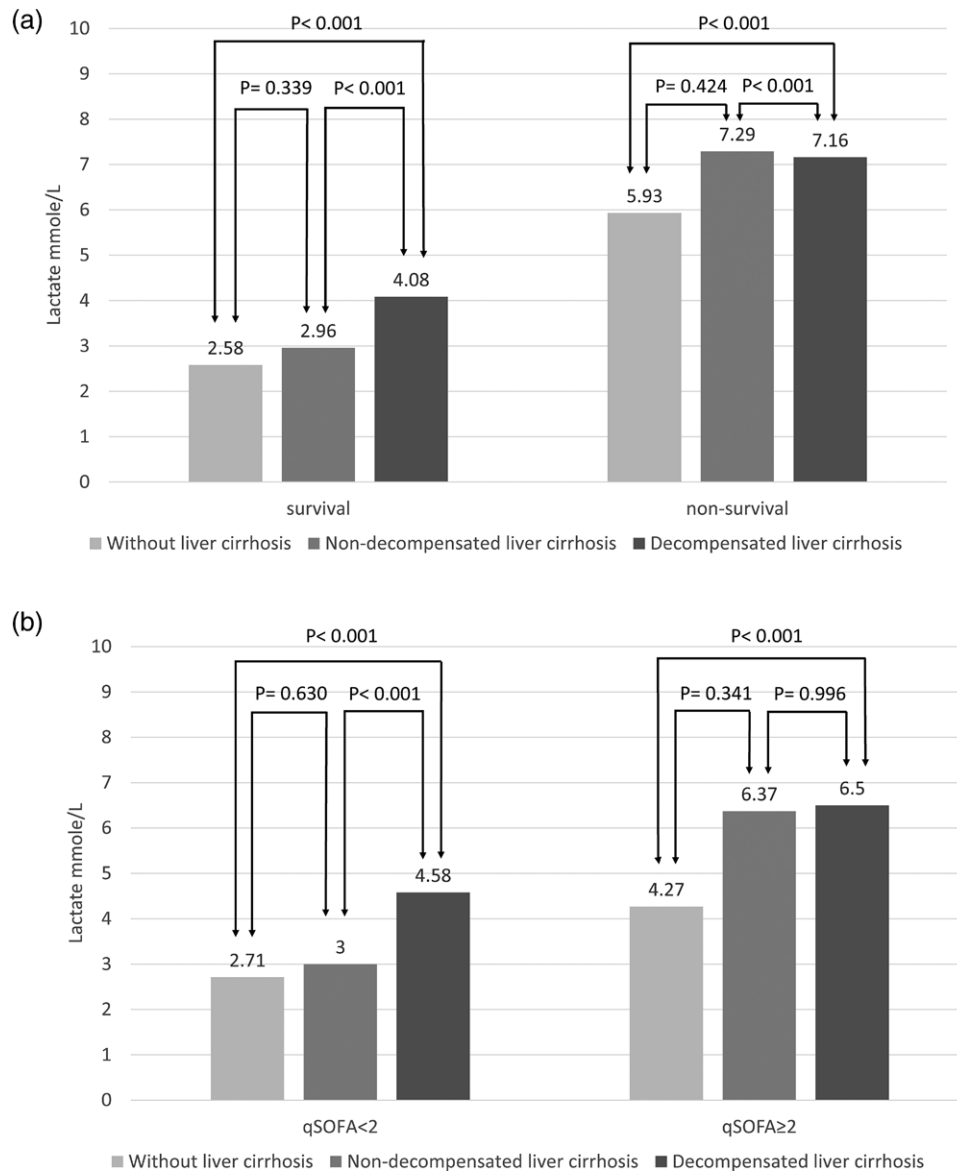 (a)
P< 0.001
P= 0.339 P< 0.001
P< 0.001
P= 0.424 P< 0.001
Lactate mmole/L
10
9
8
7
6
5
4
3
2
1
0
2.58
2.96
4.08
5.93
7.29
7.16
survival
non-survival
Without liver cirrhosis Non-decompensated liver cirrhosis Decompensated liver cirrhosis
(b)
P< 0.001
P= 0.630 P< 0.001
P< 0.001
P= 0.341 P= 0.996
Lactate mmole/L
10
9
8
7
6
5
4
3
2
1
0
2.71
3
4.58
4.27
6.37
6.5
qSOFA<2
qSOFA≥2
Without liver cirrhosis Non-decompensated liver cirrhosis Decompensated liver cirrhosis